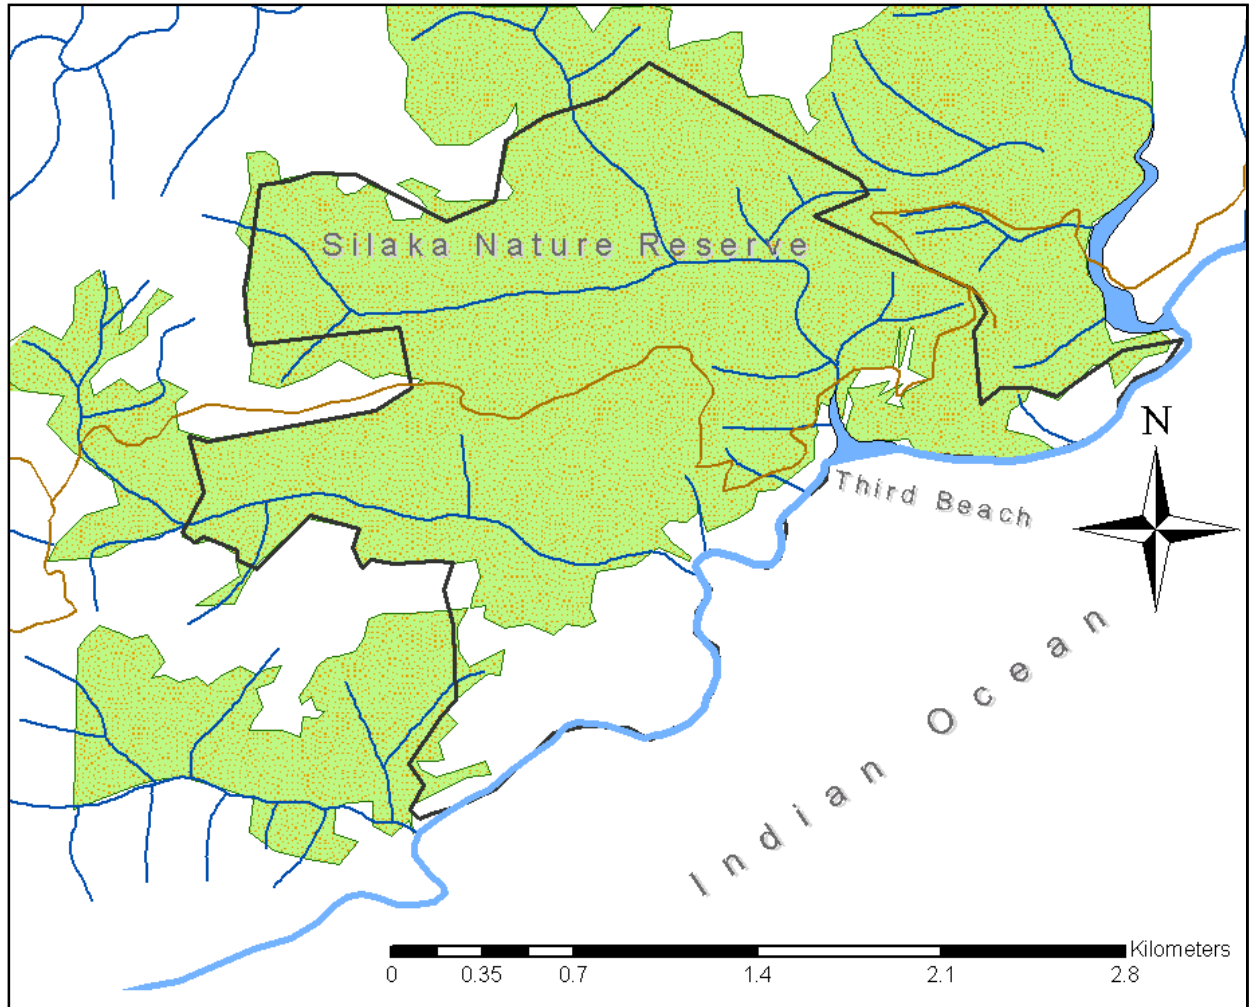 Silaka Nature Reserve
N
Third Beach
Indian Ocean
Kilometers
0 0.35 0.7 1.4 2.1 2.8